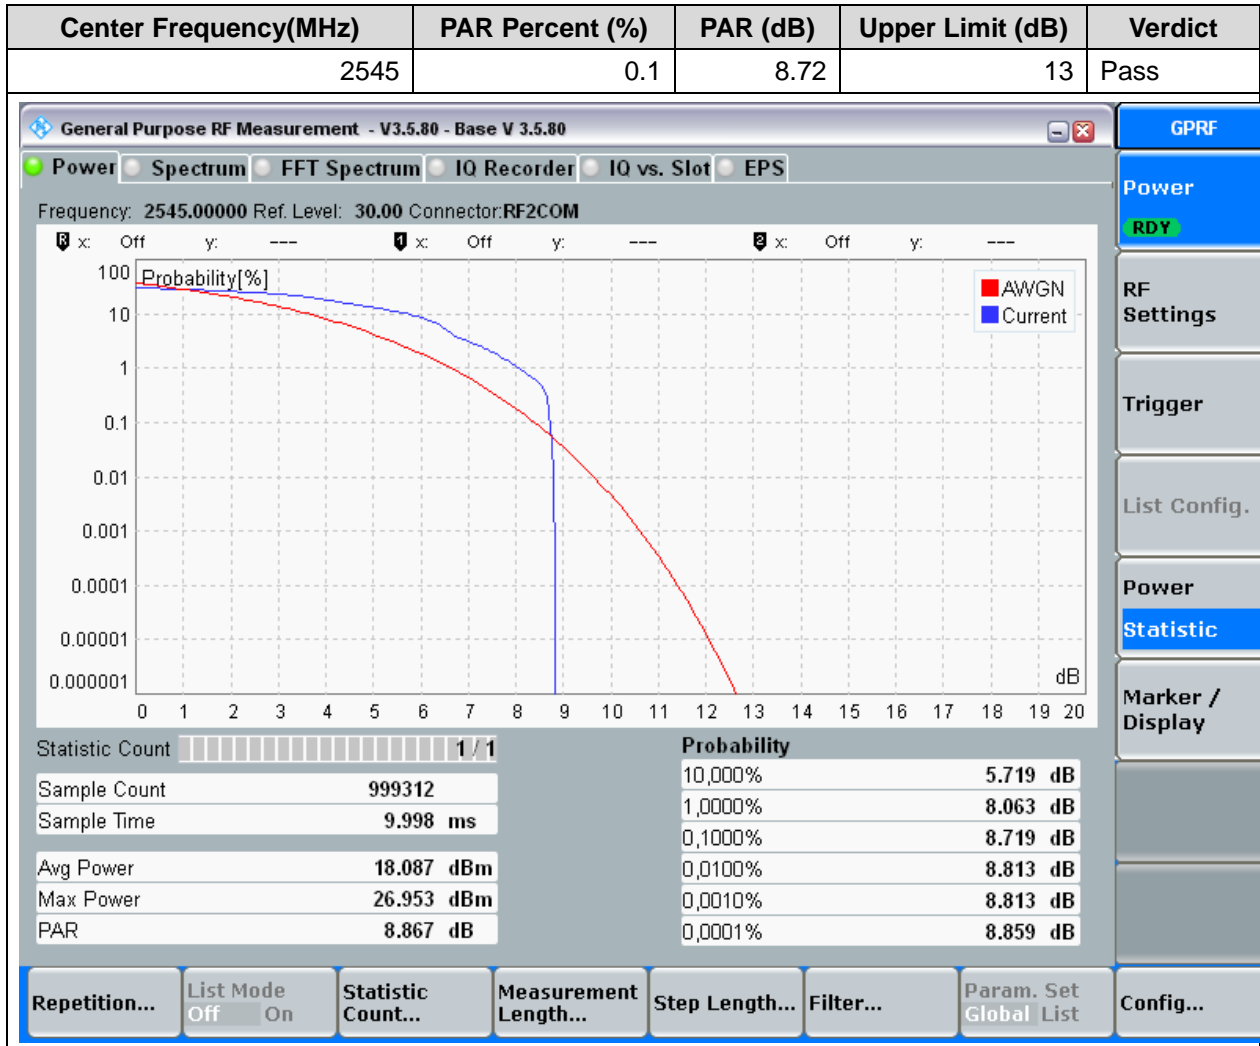 Center Frequency(MHz) PAR Percent (%) PAR (dB) Upper Limit (dB) Verdict
2545 0.1 8.72 13 Pass
General Purpose RF Measurement - V3.5.80 - Base V 3.5.80
GPRF
Power Spectrum FFT Spectrum IQ Recorder IQ vs. Slot EPS
Frequency: 2545.00000 Ref. Level: 30.00 Connector:RF2COM
R x: Off y: --- 1 x: Off y: --- 2 x: Off y: ---
Probability[%]
AWGN
Current
100
10
1
0.1
0.01
0.001
0.0001
0.00001
0.000001
dB
0 1 2 3 4 5 6 7 8 9 10 11 12 13 14 15 16 17 18 19 20
Statistic Count 1 / 1
Sample Count 999312
Sample Time 9.998 ms
Avg Power 18.087 dBm
Max Power 26.953 dBm
PAR 8.867 dB
Probability
10,000% 5.719 dB
1,0000% 8.063 dB
0,1000% 8.719 dB
0,0100% 8.813 dB
0,0010% 8.813 dB
0,0001% 8.859 dB
Power
RDY
RF
Settings
Trigger
List Config.
Power
Statistic
Marker /
Display
Repetition...
List Mode
Off On
Statistic
Count...
Measurement
Length...
Step Length...
Filter...
Param. Set
Global List
Config...